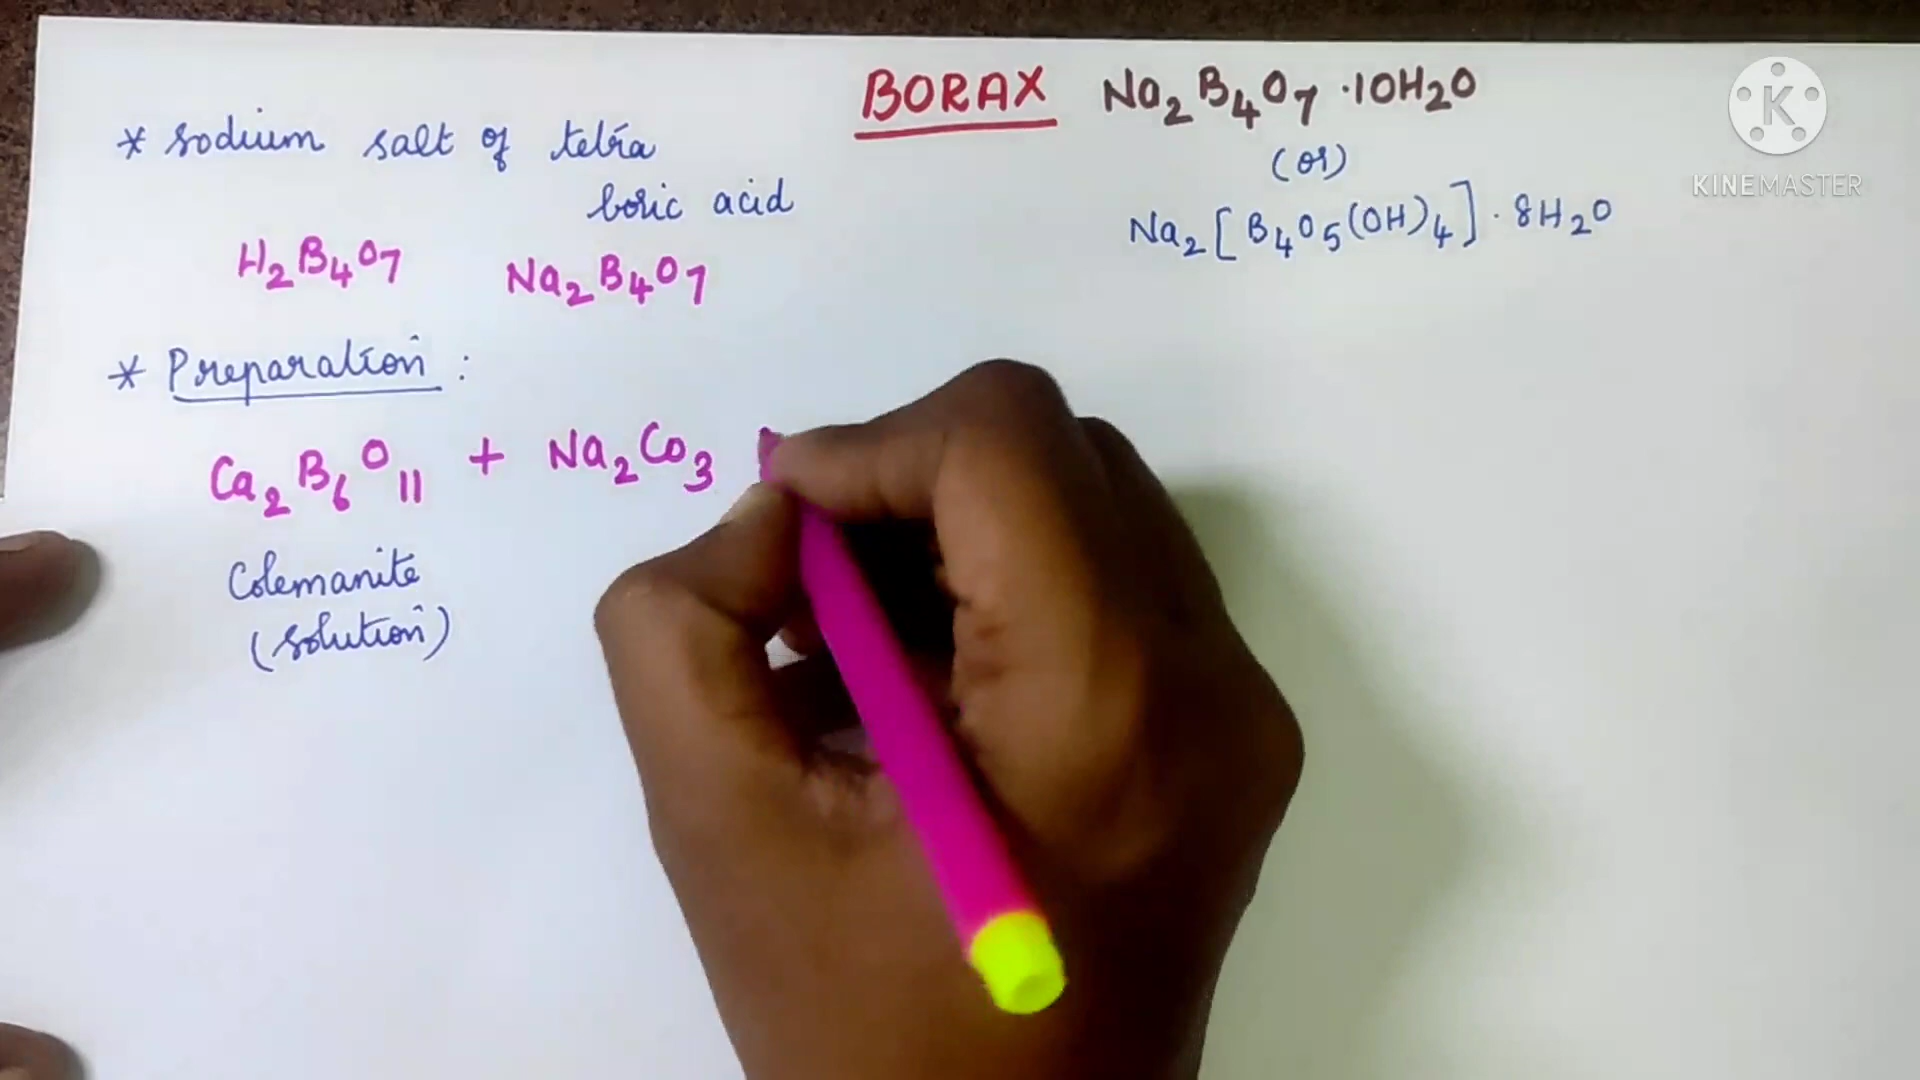 BORAX Na₂B₄O₇ ·10H₂O
* sodium salt of tetra
boric acid
(or)
Na₂[B₄O₅(OH)₄]·8H₂O
H₂B₄O₇ Na₂B₄O₇
* Preparation :
Ca₂B₆O₁₁ + Na₂Co₃
Colemanite
(solution)
KINEMASTER